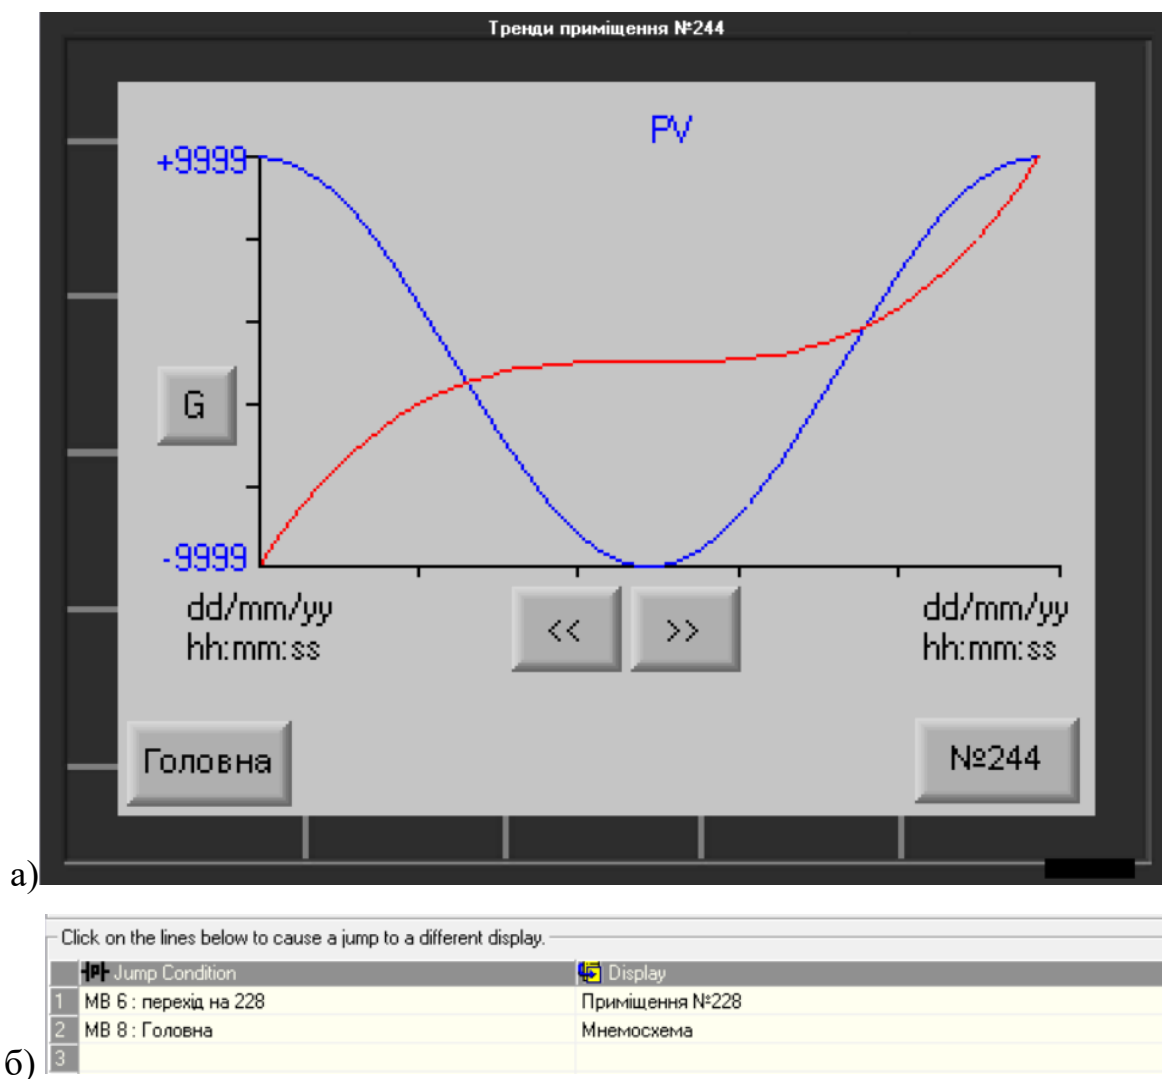 Тренди приміщення №244
PV
+9999
G
-9999
dd/mm/yy
hh:mm:ss
<< >>
dd/mm/yy
hh:mm:ss
Головна
№244
а)
Click on the lines below to cause a jump to a different display.
Jump Condition Display
1 MB 6 : перехід на 228 Приміщення №228
2 MB 8 : Головна Мнемосхема
3
б)